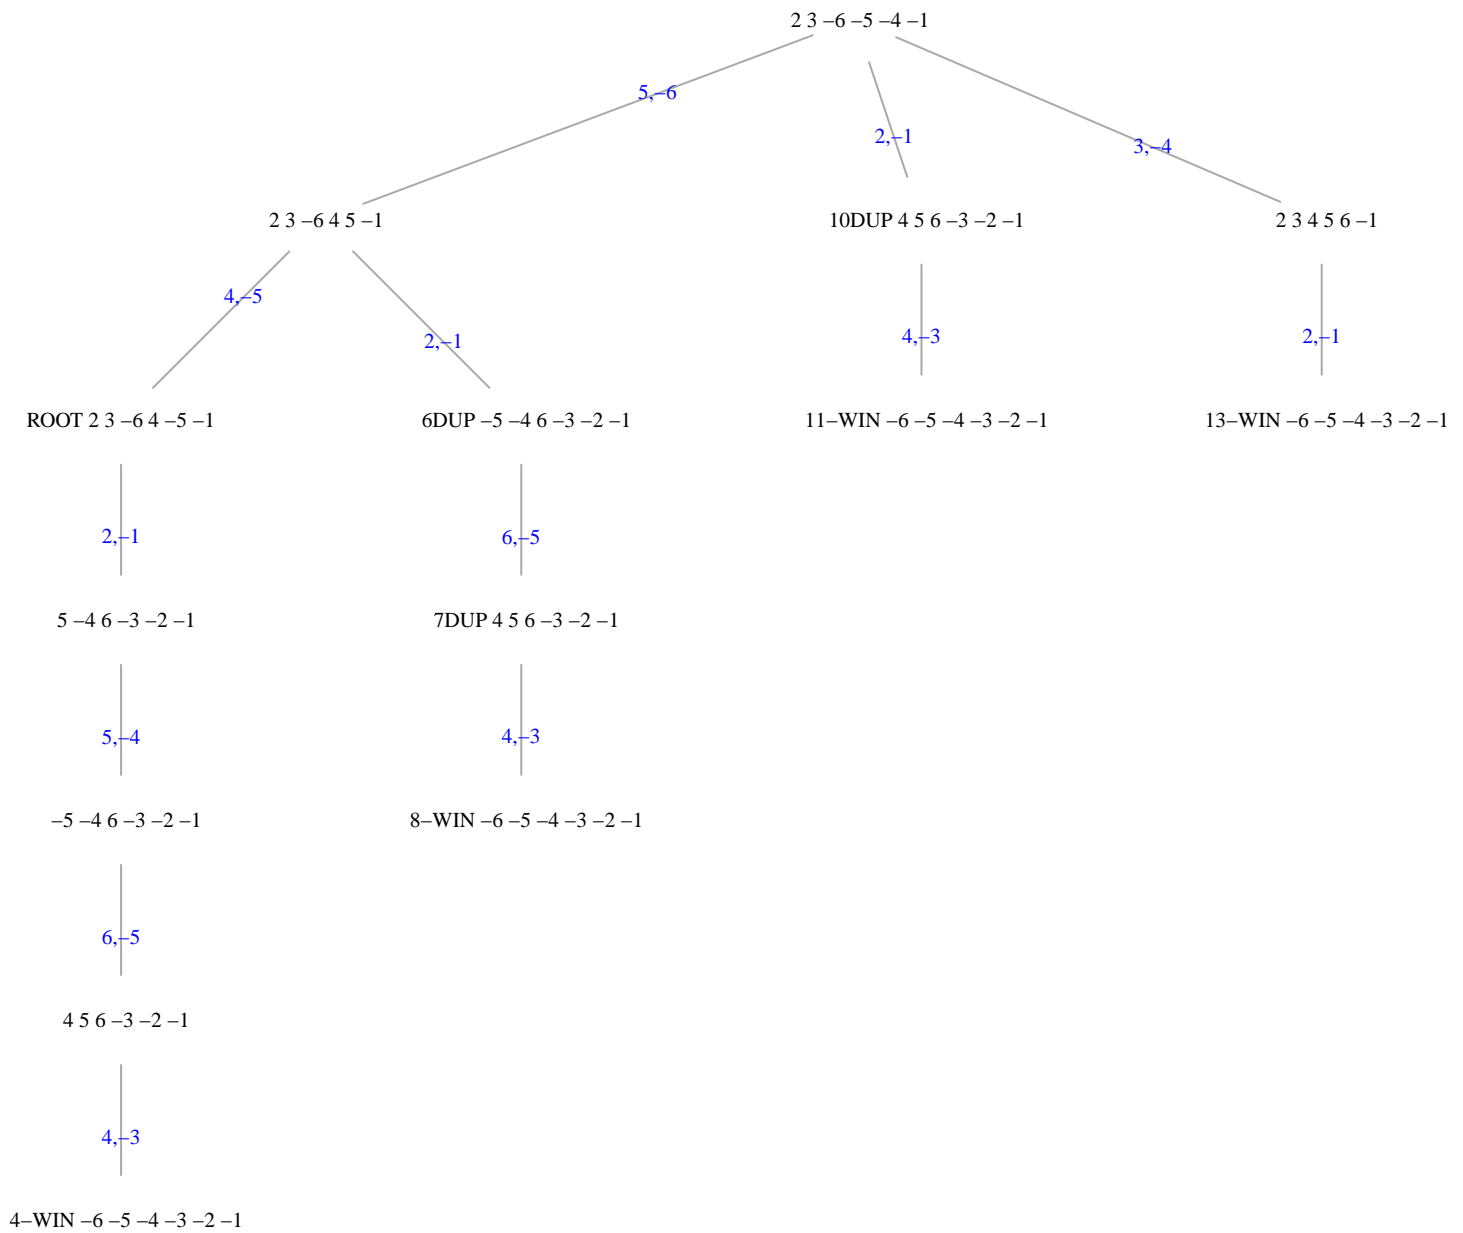 2 3 –6 –5 –4 –1
5,–6
2,–1
3,–4
2 3 –6 4 5 –1
10DUP 4 5 6 –3 –2 –1
2 3 4 5 6 –1
4,–5
2,–1
4,–3
2,–1
ROOT 2 3 –6 4 –5 –1
6DUP –5 –4 6 –3 –2 –1
11–WIN –6 –5 –4 –3 –2 –1
13–WIN –6 –5 –4 –3 –2 –1
2,–1
6,–5
5 –4 6 –3 –2 –1
7DUP 4 5 6 –3 –2 –1
5,–4
4,–3
–5 –4 6 –3 –2 –1
8–WIN –6 –5 –4 –3 –2 –1
6,–5
4 5 6 –3 –2 –1
4,–3
4–WIN –6 –5 –4 –3 –2 –1